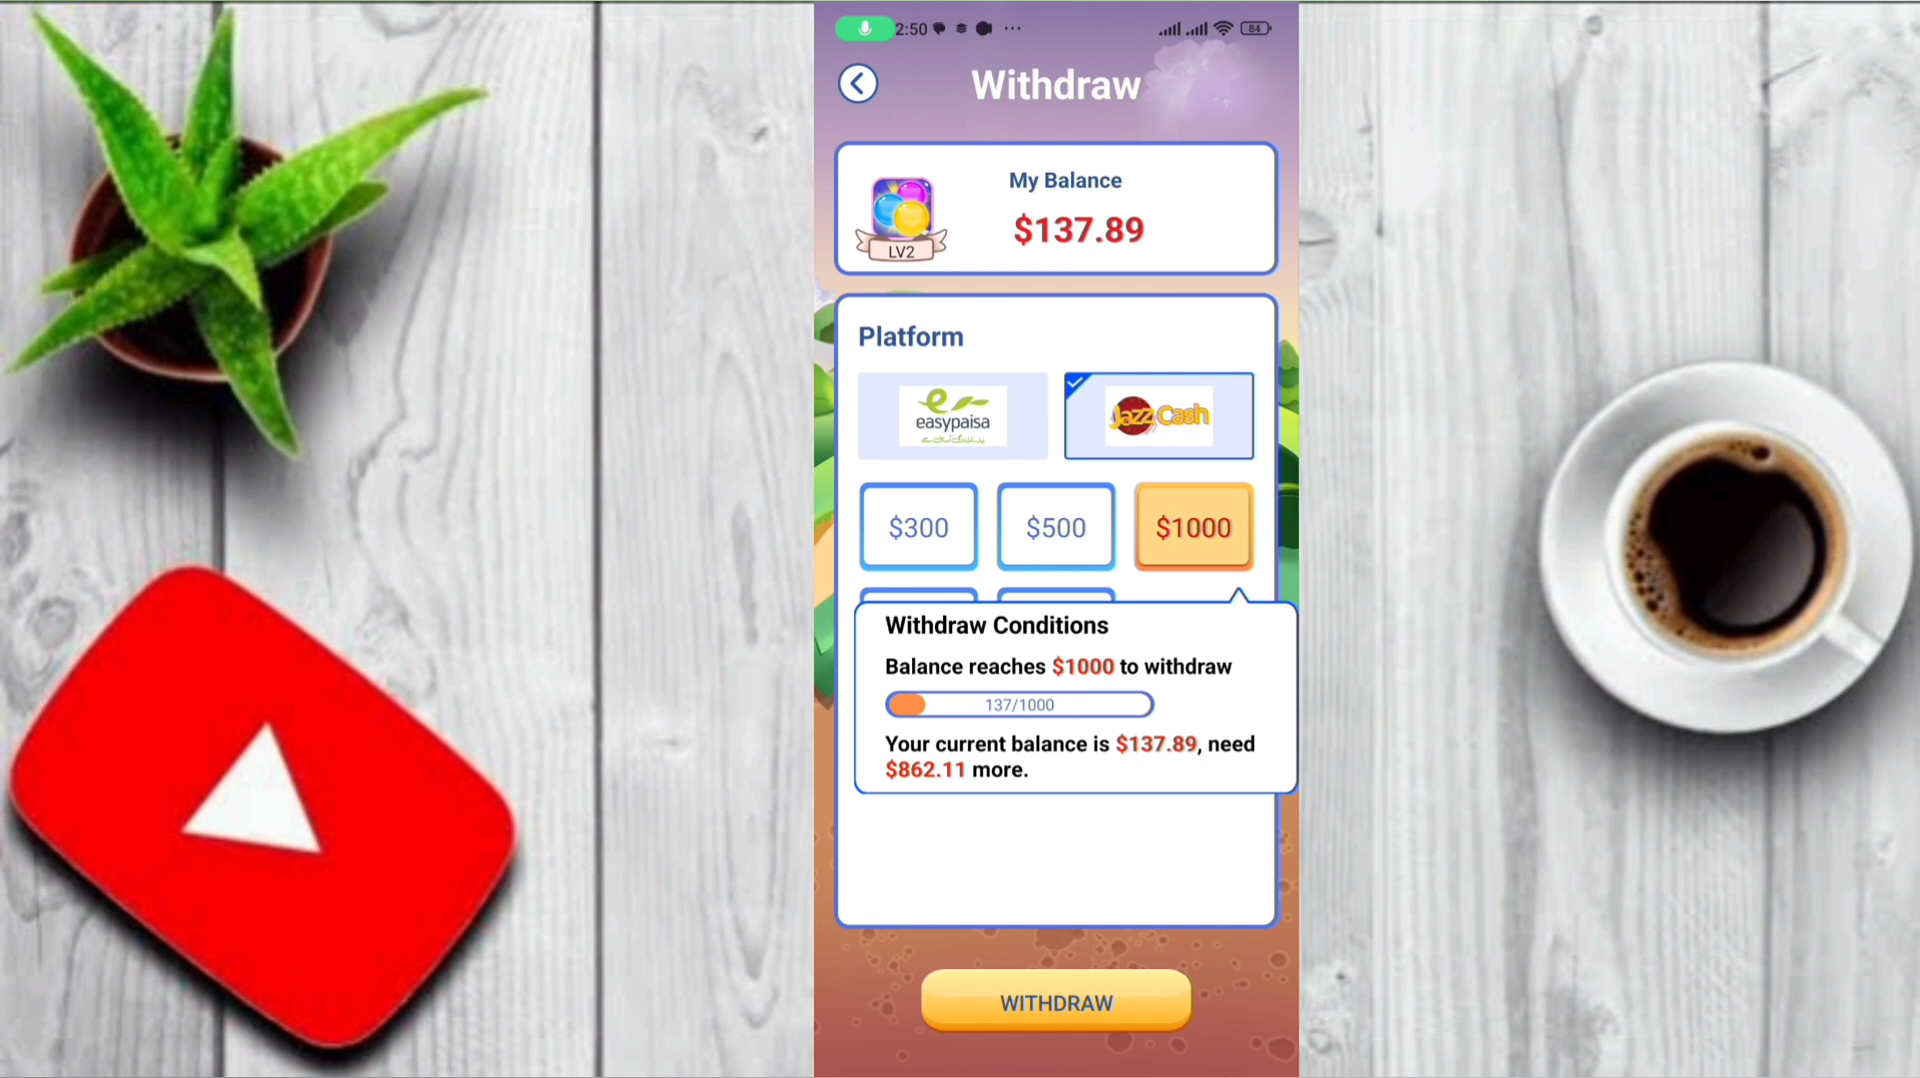 2:50
84
Withdraw
My Balance
$137.89
LV2
Platform
easypaisa
JazzCash
$300
$500
$1000
Withdraw Conditions
Balance reaches $1000 to withdraw
137/1000
Your current balance is $137.89, need
$862.11 more.
WITHDRAW